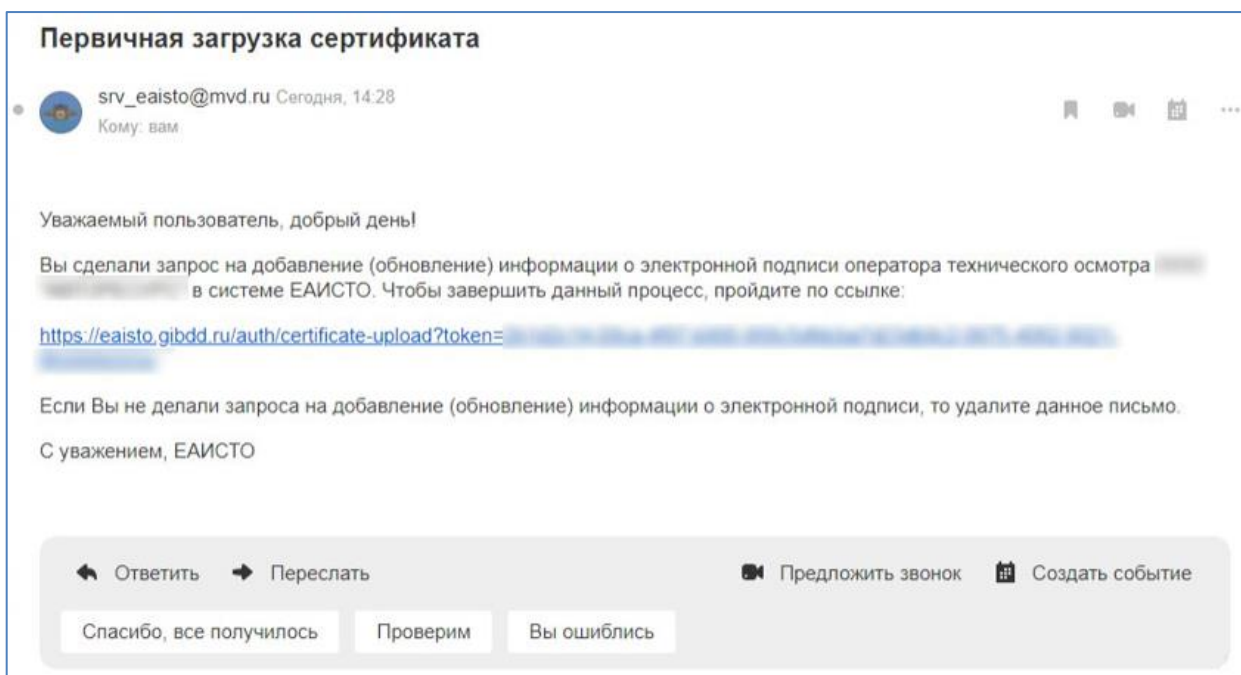 Первичная загрузка сертификата
srv_eaisto@mvd.ru Сегодня, 14:28
Кому: вам
Уважаемый пользователь, добрый день!
Вы сделали запрос на добавление (обновление) информации о электронной подписи оператора технического осмотра
в системе ЕАИСТО. Чтобы завершить данный процесс, пройдите по ссылке:
https://eaisto.gibdd.ru/auth/certificate-upload?token=
Если Вы не делали запроса на добавление (обновление) информации о электронной подписи, то удалите данное письмо.
С уважением, ЕАИСТО
Ответить Переслать Предложить звонок Создать событие
Спасибо, все получилось Проверим Вы ошиблись